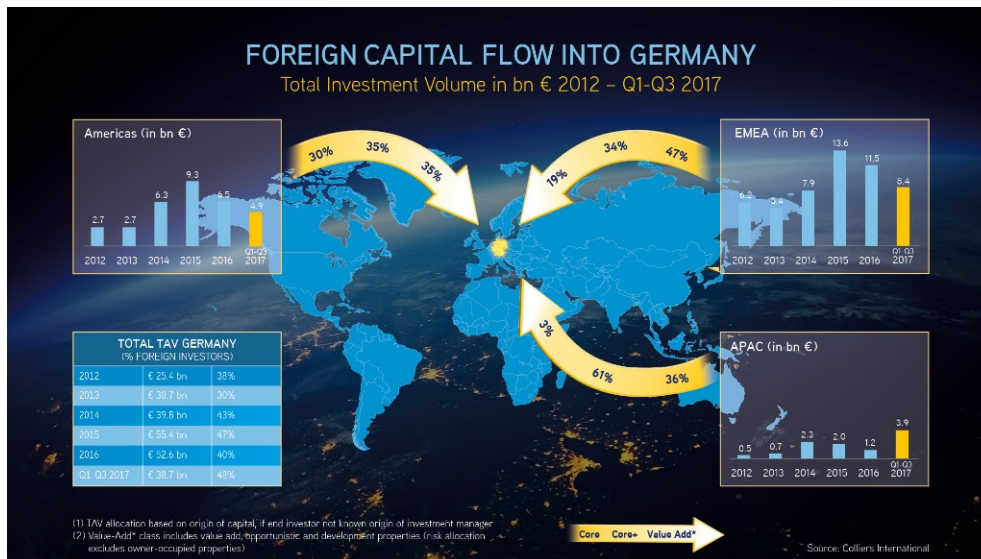 FOREIGN CAPITAL FLOW INTO GERMANY
Total Investment Volume in bn € 2012 – Q1-Q3 2017
Americas (in bn €)
2.7 2.7 6.3 9.3 6.5 4.9
Q1-Q3
2012 2013 2014 2015 2016 2017
30% 35% 35%
19% 34% 47%
EMEA (in bn €)
6.2 5.4 7.9 13.6 11.5 8.4
Q1-Q3
2012 2013 2014 2015 2016 2017
TOTAL TAV GERMANY
(% FOREIGN INVESTORS)
2012 € 25.4 bn 38%
2013 € 30.7 bn 30%
2014 € 39.8 bn 43%
2015 € 55.4 bn 47%
2016 € 52.6 bn 40%
Q1 Q3 2017 € 38.7 bn 48%
3% 61% 36%
APAC (in bn €)
0.5 0.7 2.3 2.0 1.2 3.9
Q1-Q3
2012 2013 2014 2015 2016 2017
(1) TAV allocation based on origin of capital, if end investor not known origin of investment manager
(2) Value-Add* class includes value add, opportunistic and development properties (risk allocation
excludes owner-occupied properties)
Core Core+ Value Add*
Source: Colliers International